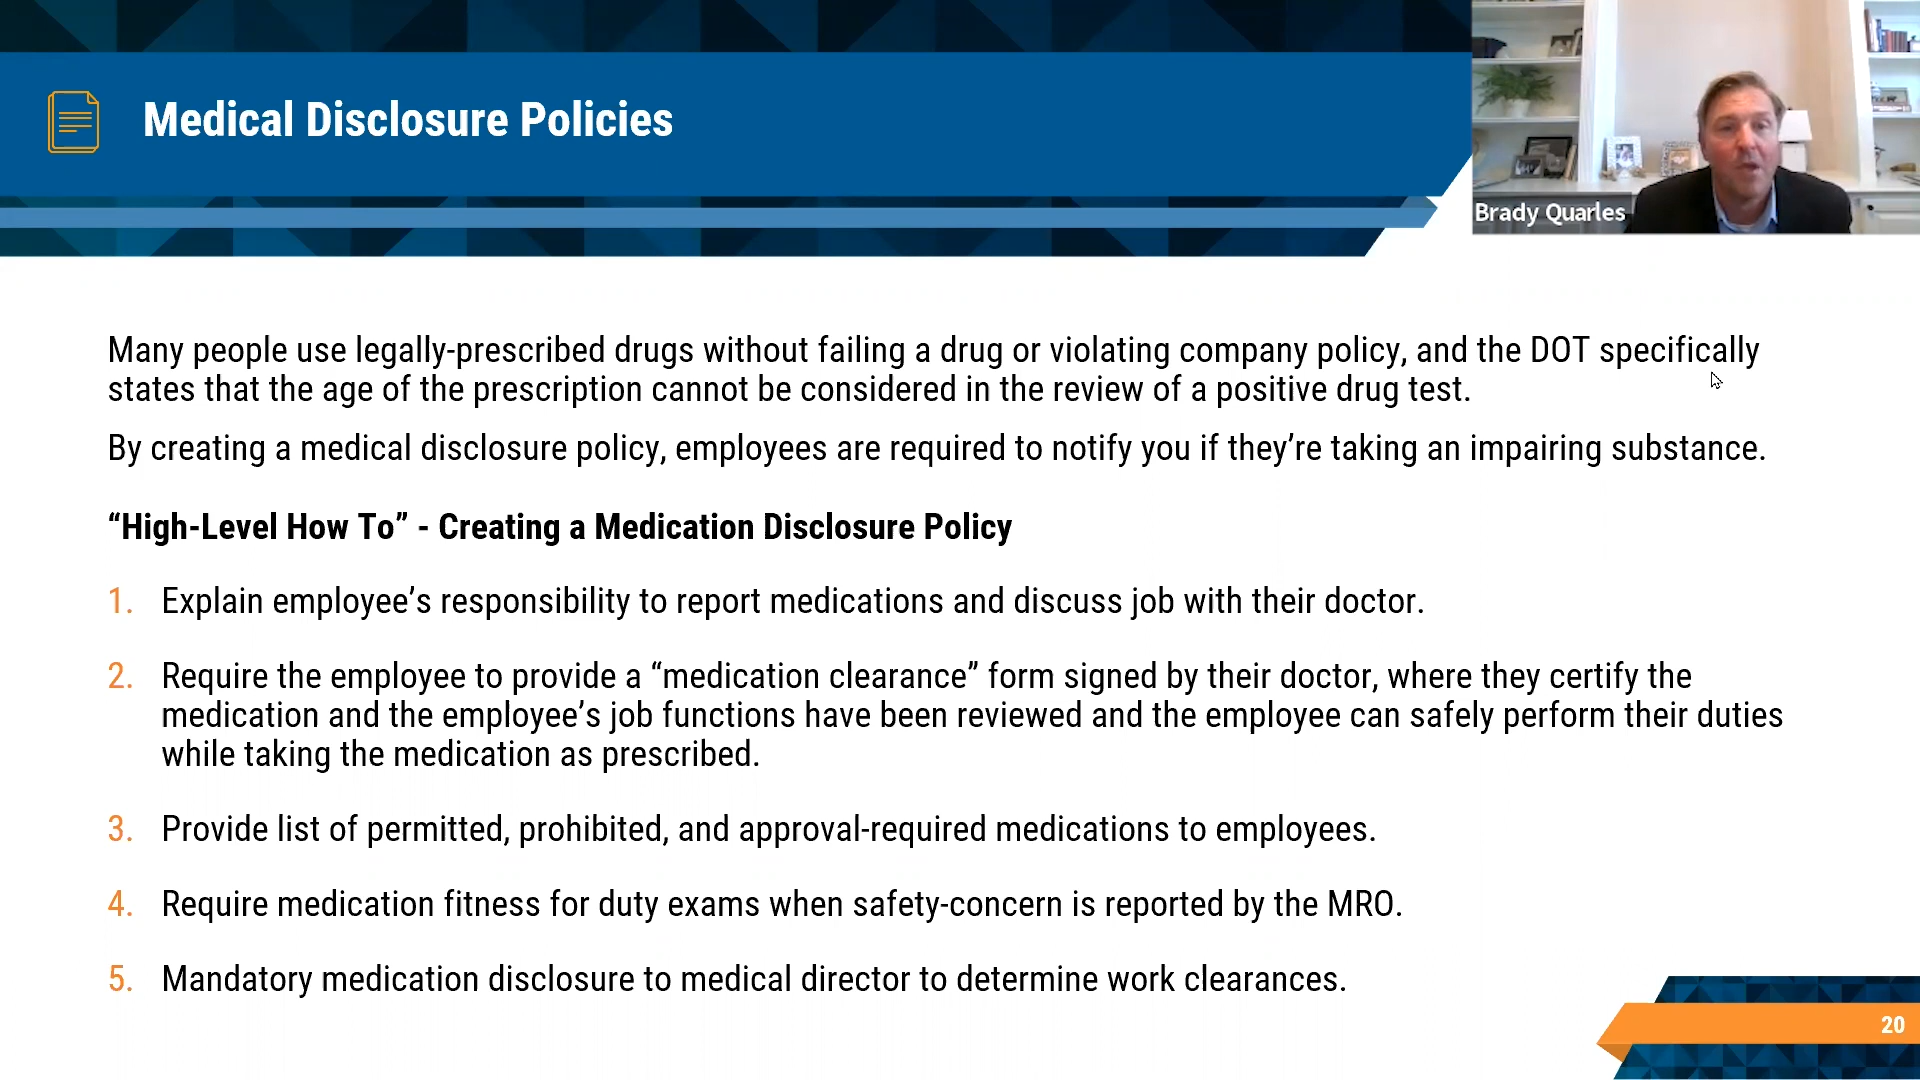 Medical Disclosure Policies
Brady Quarles
Many people use legally-prescribed drugs without failing a drug or violating company policy, and the DOT specifically
states that the age of the prescription cannot be considered in the review of a positive drug test.
By creating a medical disclosure policy, employees are required to notify you if they’re taking an impairing substance.
“High-Level How To” - Creating a Medication Disclosure Policy
1. Explain employee’s responsibility to report medications and discuss job with their doctor.
2. Require the employee to provide a “medication clearance” form signed by their doctor, where they certify the
medication and the employee’s job functions have been reviewed and the employee can safely perform their duties
while taking the medication as prescribed.
3. Provide list of permitted, prohibited, and approval-required medications to employees.
4. Require medication fitness for duty exams when safety-concern is reported by the MRO.
5. Mandatory medication disclosure to medical director to determine work clearances.
20